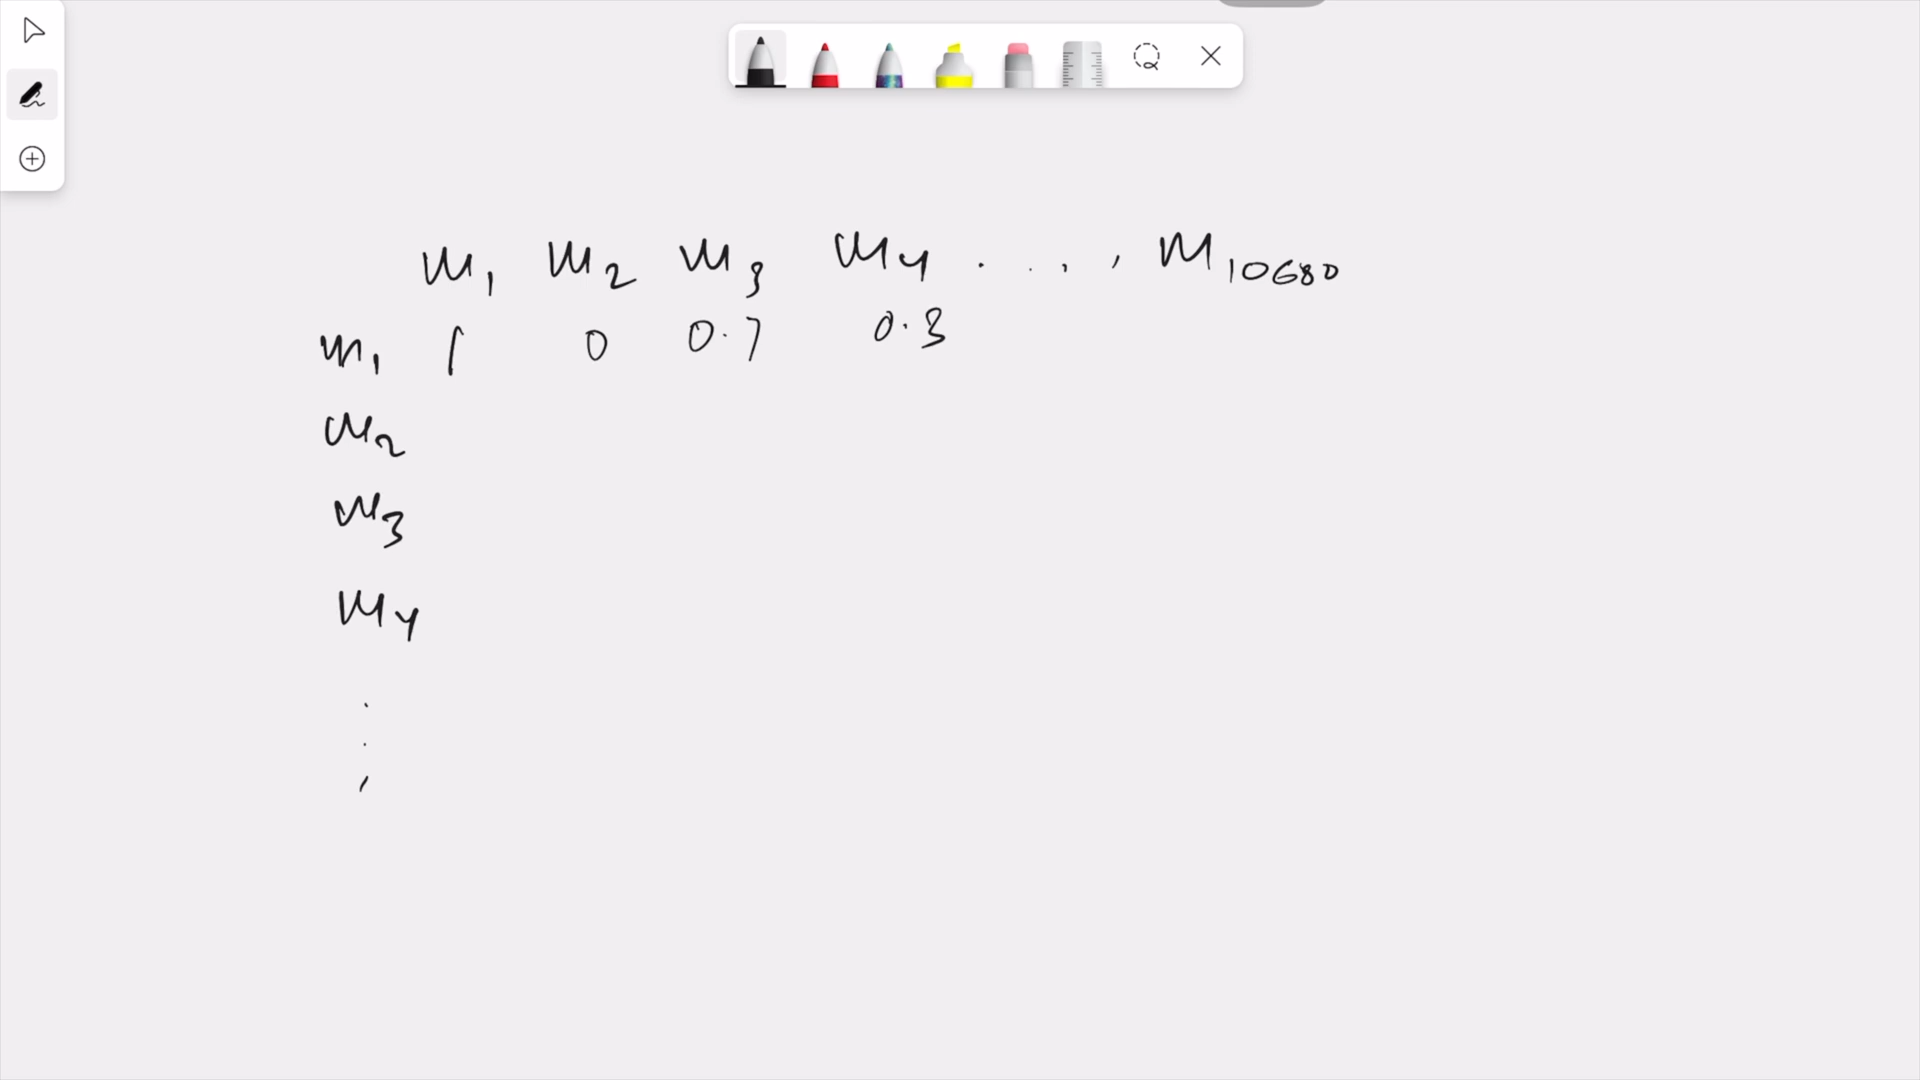 m1 m2 m3 m4 . . . , m10680
m1 1 0 0.7 0.3
m2
m3
m4
.
.
.